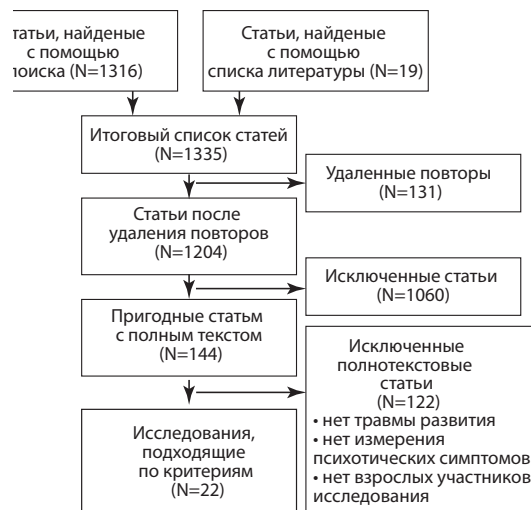 татьи, найденые
с помощью
оиска (N=1316)
Статьи, найденые
с помощью
списка литературы (N=19)
Итоговый список статей
(N=1335)
Удаленные повторы
(N=131)
Статьи после
удаления повторов
(N=1204)
Исключенные статьи
(N=1060)
Пригодные статьм
с полным текстом
(N=144)
Исключенные
полнотекстовые
статьи
(N=122)
• нет травмы развития
• нет измерения
психотических симптомов
• нет взрослых участников
исследования
Исследования,
подходящие
по критериям
(N=22)